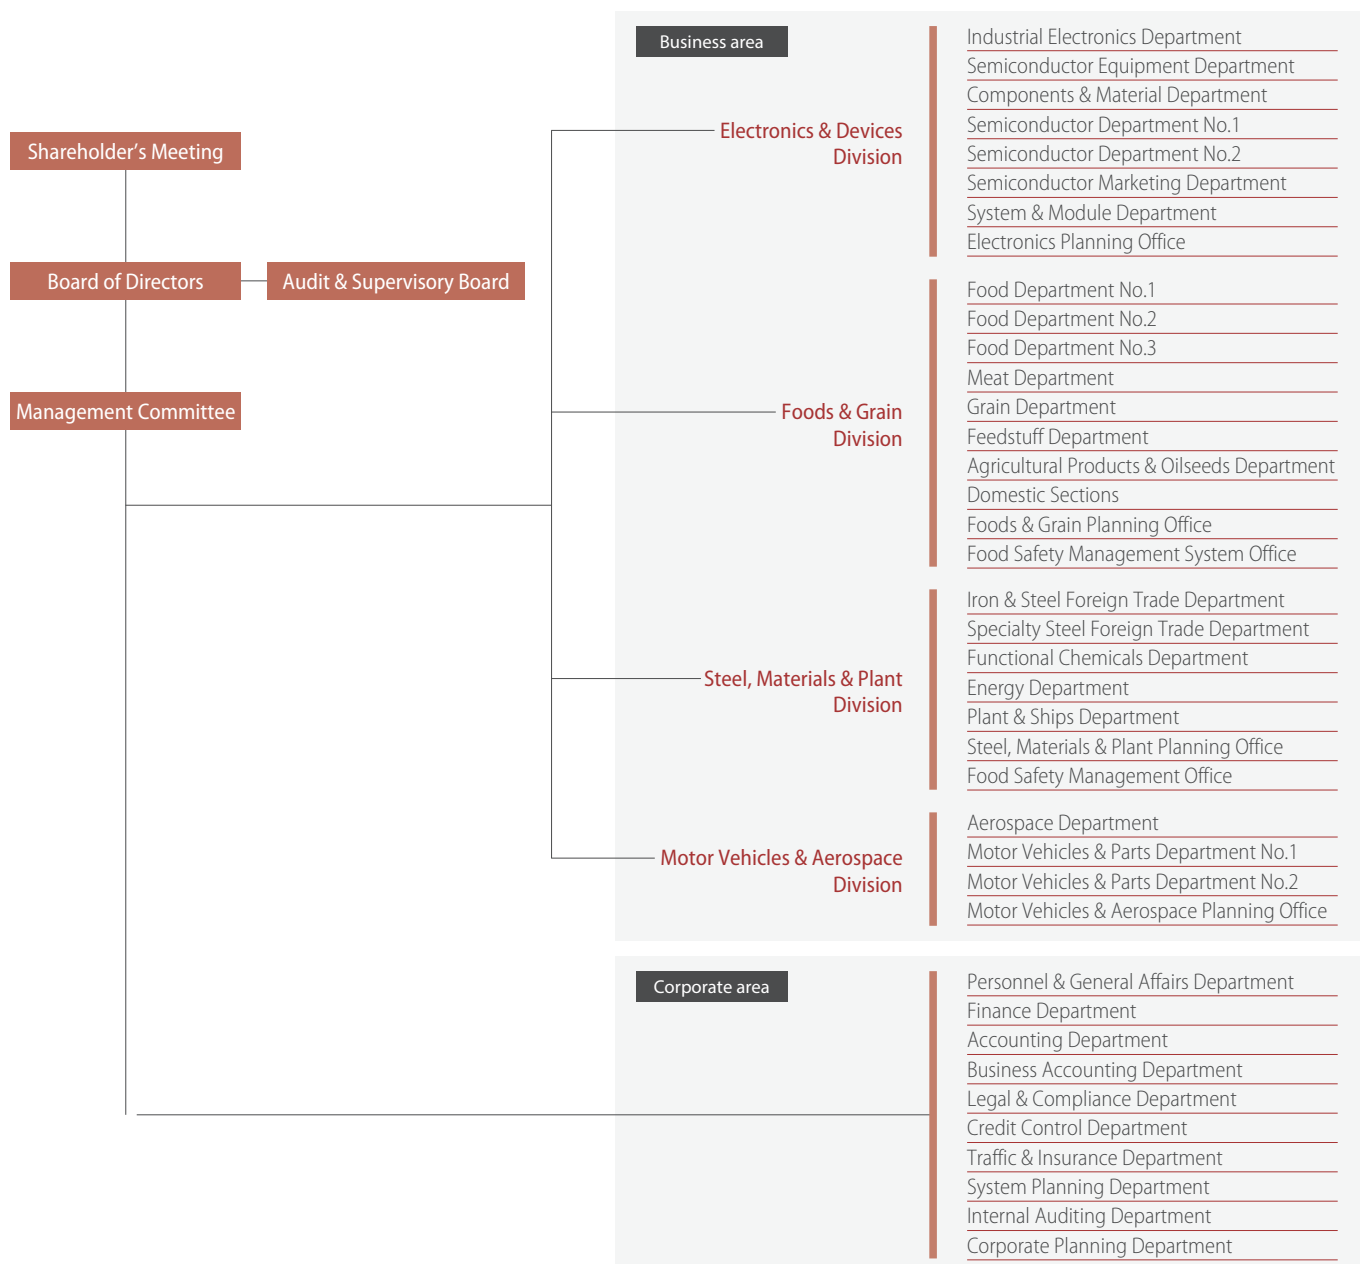 Shareholder's Meeting
Board of Directors
Audit & Supervisory Board
Management Committee
Business area
Electronics & Devices
Division
Industrial Electronics Department
Semiconductor Equipment Department
Components & Material Department
Semiconductor Department No.1
Semiconductor Department No.2
Semiconductor Marketing Department
System & Module Department
Electronics Planning Office
Foods & Grain
Division
Food Department No.1
Food Department No.2
Food Department No.3
Meat Department
Grain Department
Feedstuff Department
Agricultural Products & Oilseeds Department
Domestic Sections
Foods & Grain Planning Office
Food Safety Management System Office
Steel, Materials & Plant
Division
Iron & Steel Foreign Trade Department
Specialty Steel Foreign Trade Department
Functional Chemicals Department
Energy Department
Plant & Ships Department
Steel, Materials & Plant Planning Office
Food Safety Management Office
Motor Vehicles & Aerospace
Division
Aerospace Department
Motor Vehicles & Parts Department No.1
Motor Vehicles & Parts Department No.2
Motor Vehicles & Aerospace Planning Office
Corporate area
Personnel & General Affairs Department
Finance Department
Accounting Department
Business Accounting Department
Legal & Compliance Department
Credit Control Department
Traffic & Insurance Department
System Planning Department
Internal Auditing Department
Corporate Planning Department